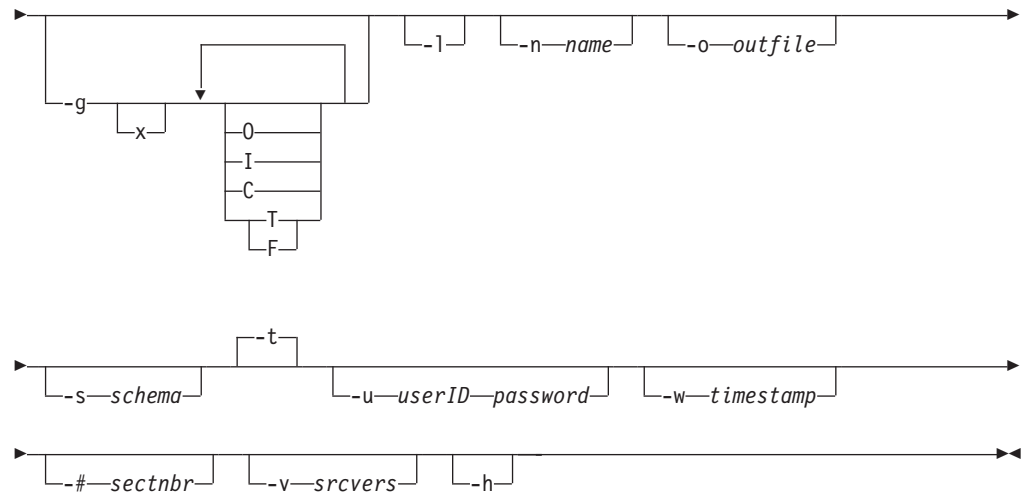 -l -n name -o outfile
-g
x
O
I
C
T
F
-t
-s schema -u userID password -w timestamp
-# sectnbr -v srcvers -h